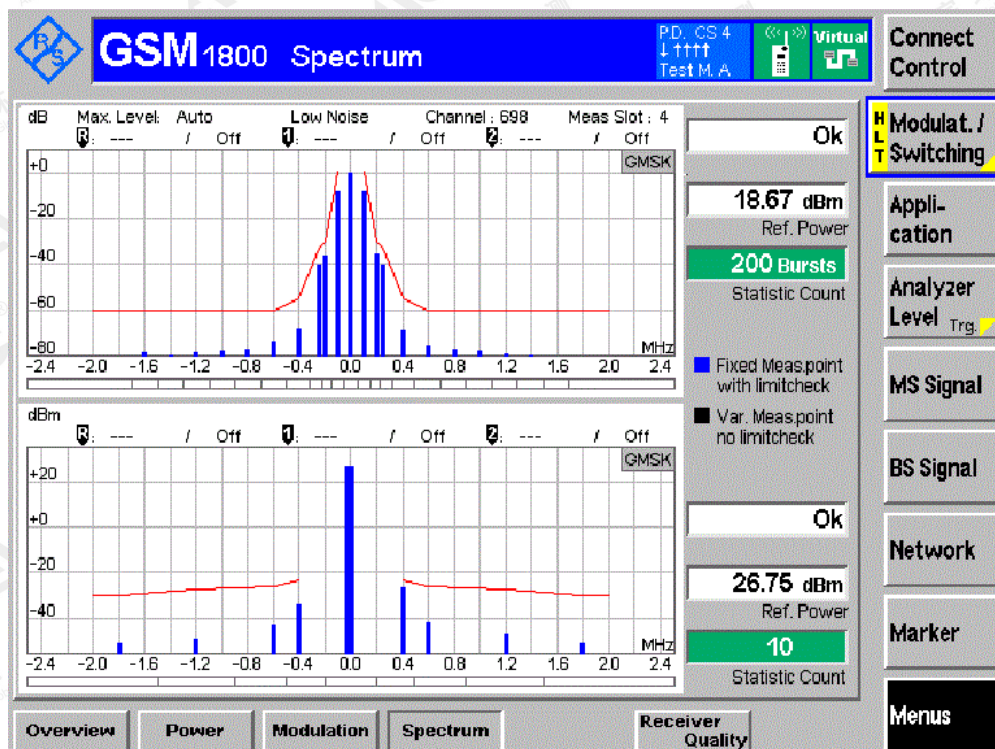 R/S
GSM 1800 Spectrum
P.D. CS 4
↓ ↑↑↑↑
Test M. A
Virtual
Connect Control
dB Max. Level: Auto Low Noise Channel : 698 Meas Slot : 4
R: --- / Off 1: --- / Off 2: --- / Off
GMSK
+0
-20
-40
-60
-80
MHz
-2.4 -2.0 -1.6 -1.2 -0.8 -0.4 0.0 0.4 0.8 1.2 1.6 2.0 2.4
Ok
18.67 dBm
Ref. Power
200 Bursts
Statistic Count
Fixed Meas.point
with limitcheck
Var. Meas.point
no limitcheck
dBm
R: --- / Off 1: --- / Off 2: --- / Off
GMSK
+20
+0
-20
-40
MHz
-2.4 -2.0 -1.6 -1.2 -0.8 -0.4 0.0 0.4 0.8 1.2 1.6 2.0 2.4
Ok
26.75 dBm
Ref. Power
10
Statistic Count
HLT
Modulat. /
Switching
Appli-
cation
Analyzer
Level Trg.
MS Signal
BS Signal
Network
Marker
Menus
Overview Power Modulation Spectrum Receiver
Quality